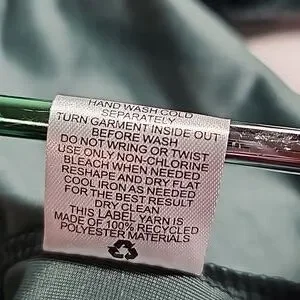 HAND WASH COLD
SEPARATELY
TURN GARMENT INSIDE OUT
BEFORE WASH
DO NOT WRING OR TWIST
USE ONLY NON-CHLORINE
BLEACH WHEN NEEDED
RESHAPE AND DRY FLAT
COOL IRON AS NEEDED
FOR THE BEST RESULT
DRY CLEAN
THIS LABEL YARN IS
MADE OF 100% RECYCLED
POLYESTER MATERIALS